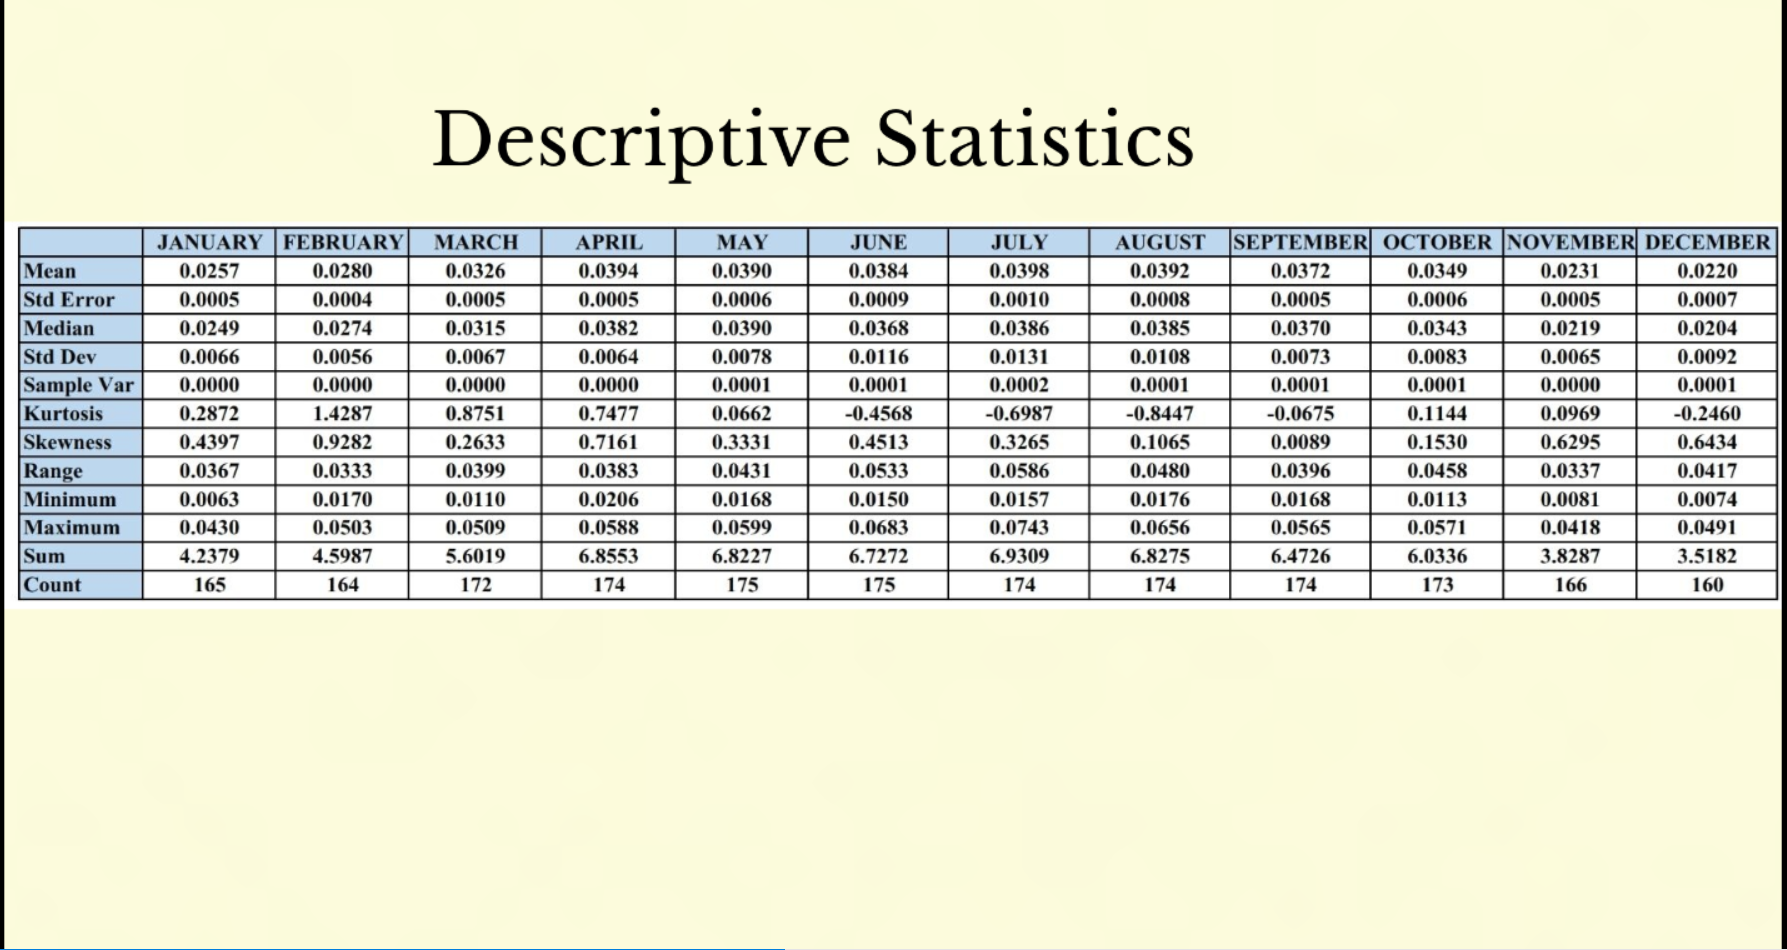 Descriptive Statistics
JANUARY FEBRUARY MARCH APRIL MAY JUNE JULY AUGUST SEPTEMBER OCTOBER NOVEMBER DECEMBER
Mean 0.0257 0.0280 0.0326 0.0394 0.0390 0.0384 0.0398 0.0392 0.0372 0.0349 0.0231 0.0220
Std Error 0.0005 0.0004 0.0005 0.0005 0.0006 0.0009 0.0010 0.0008 0.0005 0.0006 0.0005 0.0007
Median 0.0249 0.0274 0.0315 0.0382 0.0390 0.0368 0.0386 0.0385 0.0370 0.0343 0.0219 0.0204
Std Dev 0.0066 0.0056 0.0067 0.0064 0.0078 0.0116 0.0131 0.0108 0.0073 0.0083 0.0065 0.0092
Sample Var 0.0000 0.0000 0.0000 0.0000 0.0001 0.0001 0.0002 0.0001 0.0001 0.0001 0.0000 0.0001
Kurtosis 0.2872 1.4287 0.8751 0.7477 0.0662 -0.4568 -0.6987 -0.8447 -0.0675 0.1144 0.0969 -0.2460
Skewness 0.4397 0.9282 0.2633 0.7161 0.3331 0.4513 0.3265 0.1065 0.0089 0.1530 0.6295 0.6434
Range 0.0367 0.0333 0.0399 0.0383 0.0431 0.0533 0.0586 0.0480 0.0396 0.0458 0.0337 0.0417
Minimum 0.0063 0.0170 0.0110 0.0206 0.0168 0.0150 0.0157 0.0176 0.0168 0.0113 0.0081 0.0074
Maximum 0.0430 0.0503 0.0509 0.0588 0.0599 0.0683 0.0743 0.0656 0.0565 0.0571 0.0418 0.0491
Sum 4.2379 4.5987 5.6019 6.8553 6.8227 6.7272 6.9309 6.8275 6.4726 6.0336 3.8287 3.5182
Count 165 164 172 174 175 175 174 174 174 173 166 160